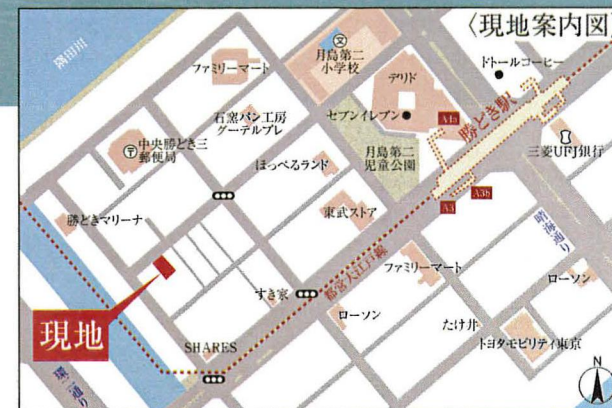 〈現地案内図〉
隅田川
ファミリーマート
文
月島第二
小学校
デリド
ドトールコーヒー
石窯パン工房
グーテルブレ
セブンイレブン
A4a
勝どき駅
〒
中央勝どき三
郵便局
ほっぺるランド
月島第二
児童公園
三菱UFJ銀行
A3
A3b
勝どきマリーナ
東武ストア
晴海通り
都営大江戸線
ファミリーマート
ローソン
すき家
ローソン
たけ井
トヨタモビリティ東京
現地
SHARES
環二通り
N